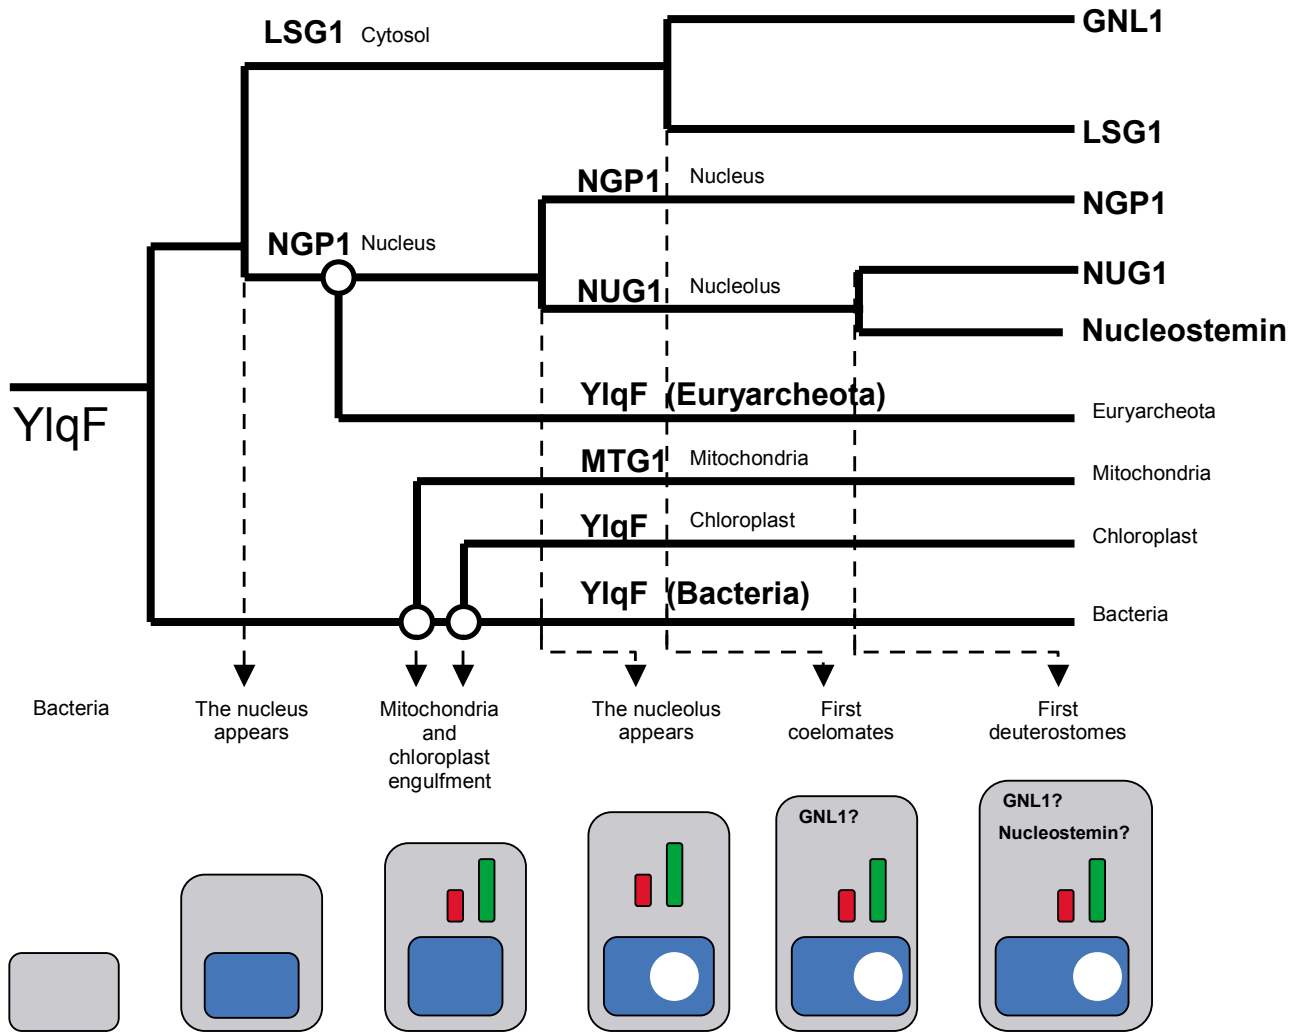 LSG1 Cytosol
GNL1
LSG1
NGP1 Nucleus
NGP1
NGP1 Nucleus
NUG1 Nucleolus
NUG1
Nucleostemin
YlqF
YlqF (Euryarcheota)
Euryarcheota
MTG1 Mitochondria
Mitochondria
YlqF Chloroplast
Chloroplast
YlqF (Bacteria)
Bacteria
Bacteria
The nucleus
appears
Mitochondria
and
chloroplast
engulfment
The nucleolus
appears
First
coelomates
First
deuterostomes
GNL1?
GNL1?
Nucleostemin?